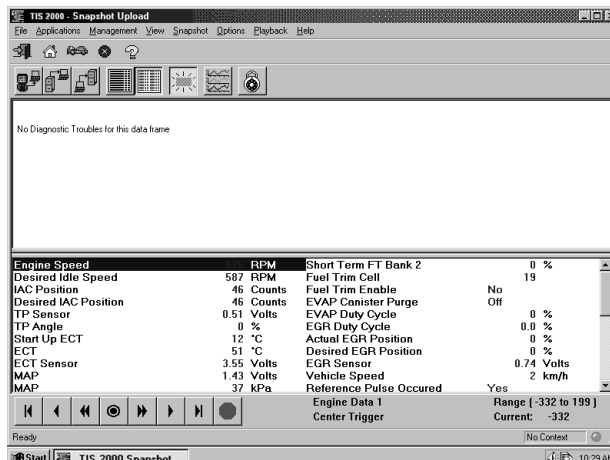 TIS 2000 - Snapshot Upload
File Applications Management View Snapshot Options Playback Help
No Diagnostic Troubles for this data frame
Engine Speed RPM Short Term FT Bank 2 0 %
Desired Idle Speed 587 RPM Fuel Trim Cell 19
IAC Position 46 Counts Fuel Trim Enable No
Desired IAC Position 46 Counts EVAP Canister Purge Off
TP Sensor 0.51 Volts EVAP Duty Cycle 0 %
TP Angle 0 % EGR Duty Cycle 0.0 %
Start Up ECT 12 °C Actual EGR Position 0 %
ECT 51 °C Desired EGR Position 0 %
ECT Sensor 3.55 Volts EGR Sensor 0.74 Volts
MAP 1.43 Volts Vehicle Speed 2 km/h
MAP 37 kPa Reference Pulse Occured Yes
Engine Data 1 Range ( -332 to 199 )
Center Trigger Current: -332
Ready No Context
Start TIS 2000 Snapshot 10:29 AM